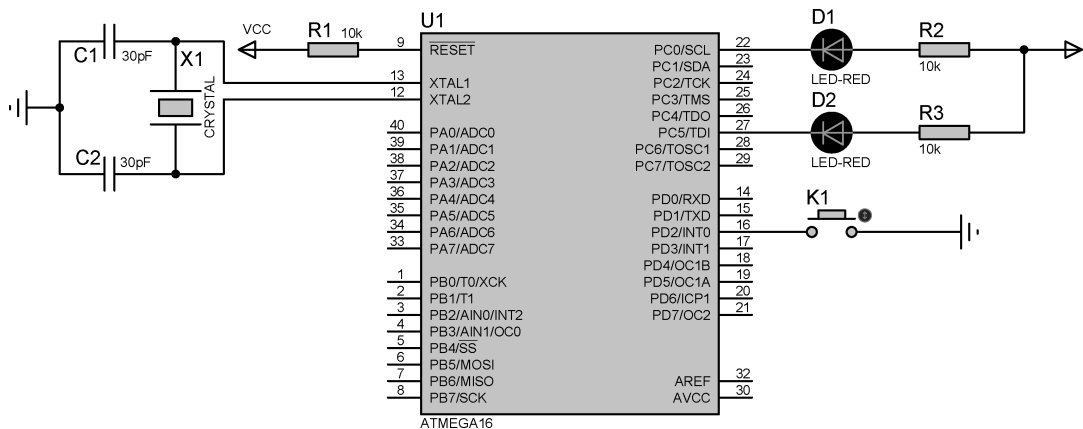 U1
D1
VCC
R1
10k
R2
10k
C1
30pF
X1
CRYSTAL
C2
30pF
LED-RED
D2
LED-RED
R3
10k
K1
9 RESET
13 XTAL1
12 XTAL2
40 PA0/ADC0
39 PA1/ADC1
38 PA2/ADC2
37 PA3/ADC3
36 PA4/ADC4
35 PA5/ADC5
34 PA6/ADC6
33 PA7/ADC7
1 PB0/T0/XCK
2 PB1/T1
3 PB2/AIN0/INT2
4 PB3/AIN1/OC0
5 PB4/SS
6 PB5/MOSI
7 PB6/MISO
8 PB7/SCK
PC0/SCL 22
PC1/SDA 23
PC2/TCK 24
PC3/TMS 25
PC4/TDO 26
PC5/TDI 27
PC6/TOSC1 28
PC7/TOSC2 29
PD0/RXD 14
PD1/TXD 15
PD2/INT0 16
PD3/INT1 17
PD4/OC1B 18
PD5/OC1A 19
PD6/ICP1 20
PD7/OC2 21
AREF 32
AVCC 30
ATMEGA16